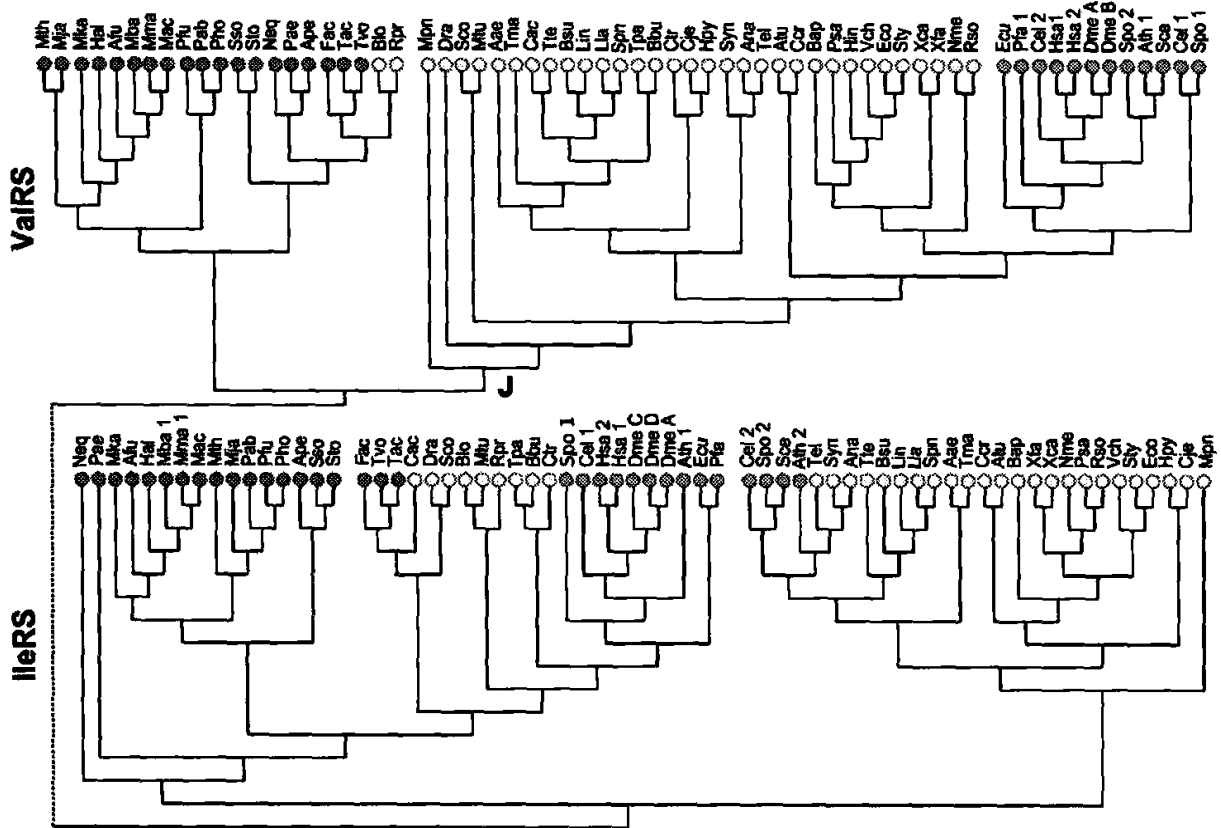 ValRS
Mth
Mja
Mka
Hal
Afu
Mba
Mma
Mac
Pfu
Pab
Pho
Sso
Sto
Neq
Pae
Ape
Fac
Tac
Tvo
Blo
Rpr
Mpn
Dra
Sco
Mtu
Aae
Tma
Cac
Tte
Bsu
Lin
Lla
Spn
Tpa
Bbu
Ctr
Cje
Hpy
Syn
Ana
Tel
Atu
Ccr
Bap
Psa
Hin
Vch
Eco
Sty
Xca
Xfa
Nme
Rso
Ecu
Pfa 1
Cel 2
Hsa1
Hsa 2
Dme A
Dme B
Spo 2
Ath 1
Sce
Cel 1
Spo 1
J
IleRS
Neq
Pae
Mka
Afu
Hal
Mba 1
Mma 1
Mac
Mth
Mja
Pab
Pfu
Pho
Ape
Sso
Sto
Fac
Tvo
Tac
Cac
Dra
Sco
Blo
Mtu
Rpr
Tpa
Bbu
Ctr
Spo 1
Cel 1
Hsa 2
Hsa 1
Dme C
Dme D
Dme A
Ath 1
Ecu
Pfa
Cel 2
Spo 2
Sce
Ath 2
Tel
Syn
Ana
Tte
Bsu
Lin
Lla
Spn
Aae
Tma
Ccr
Atu
Bap
Xfa
Xca
Nme
Psa
Rso
Vch
Sty
Eco
Hpy
Cje
Mpn